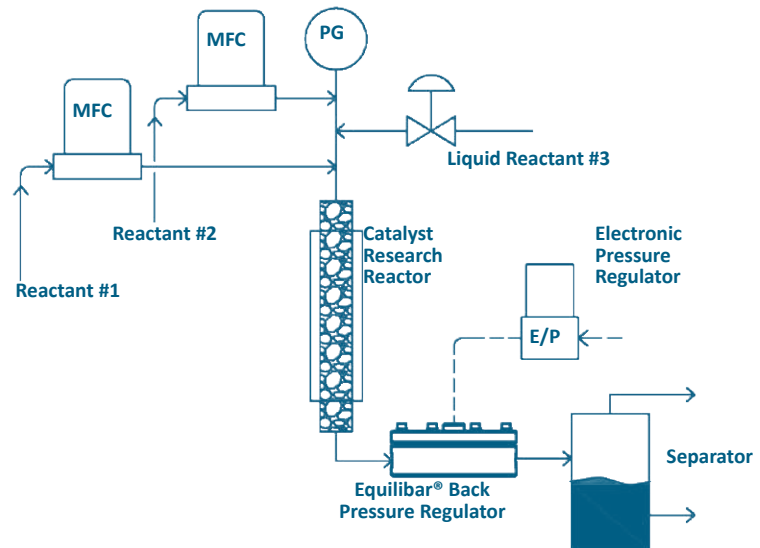 MFC
PG
MFC
Liquid Reactant #3
Reactant #2
Catalyst
Research
Reactor
Electronic
Pressure
Regulator
Reactant #1
E/P
Separator
Equilibar® Back
Pressure Regulator